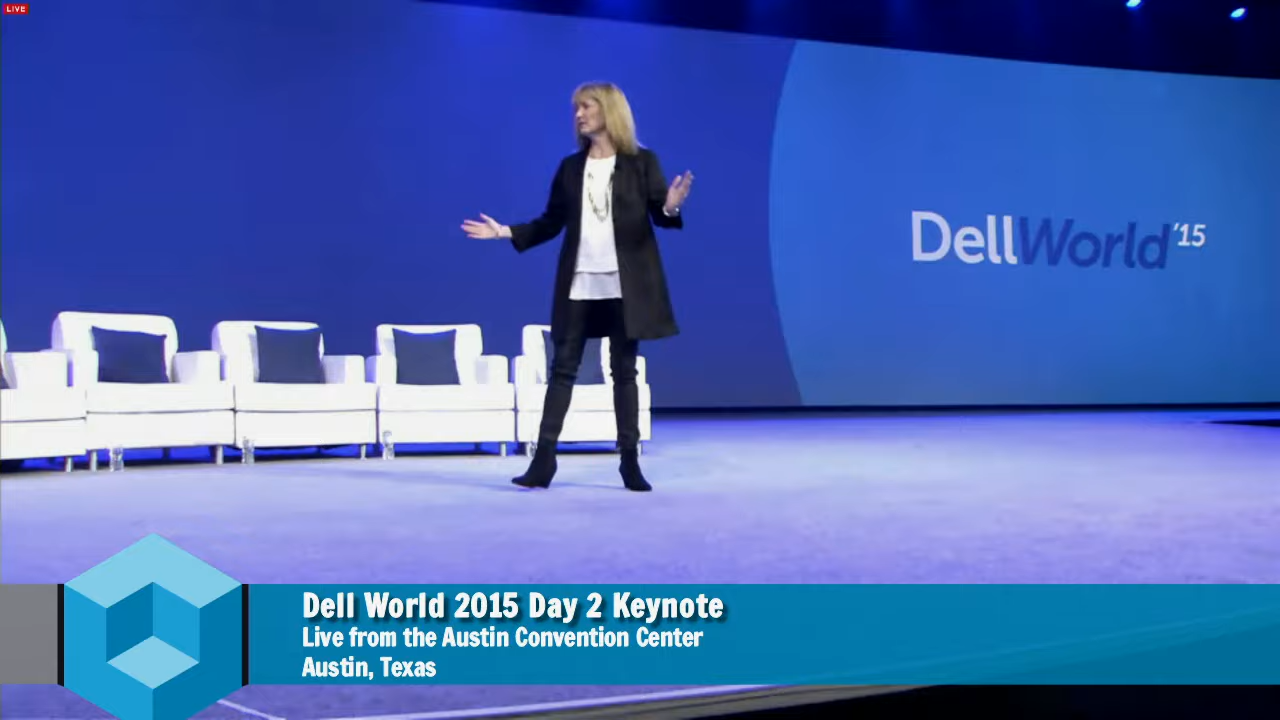 LIVE
DellWorld'15
Dell World 2015 Day 2 Keynote
Live from the Austin Convention Center
Austin, Texas